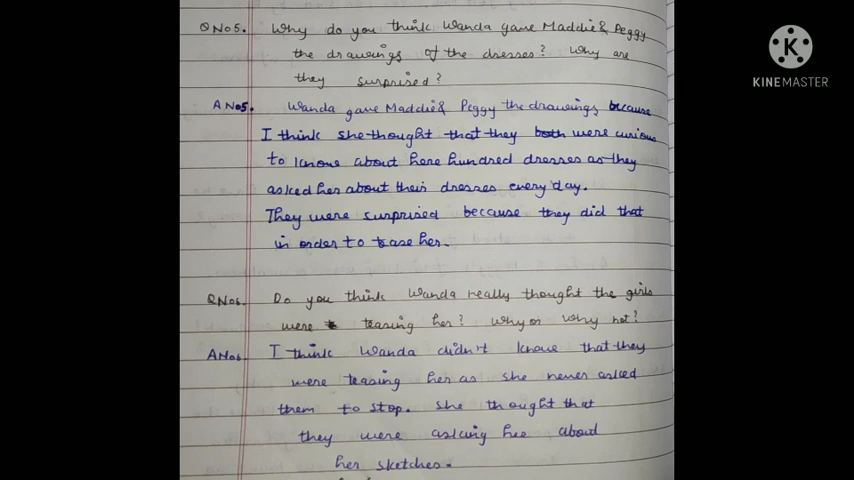 QNo5. Why do you think Wanda gave Maddie & Peggy
the drawings of the dresses? Why are
they surprised?
ANo5. Wanda gave Maddie & Peggy the drawings because
I think she thought that they both were curious
to know about here hundred dresses as they
asked her about their dresses every day.
They were surprised because they did that
in order to tease her.
QNo6. Do you think Wanda really thought the girls
were teasing her? Why or Why not?
ANo6. I think Wanda didn't know that they
were teasing her as she never asked
them to stop. She thought that
they were asking her about
her sketches.
K
KINEMASTER